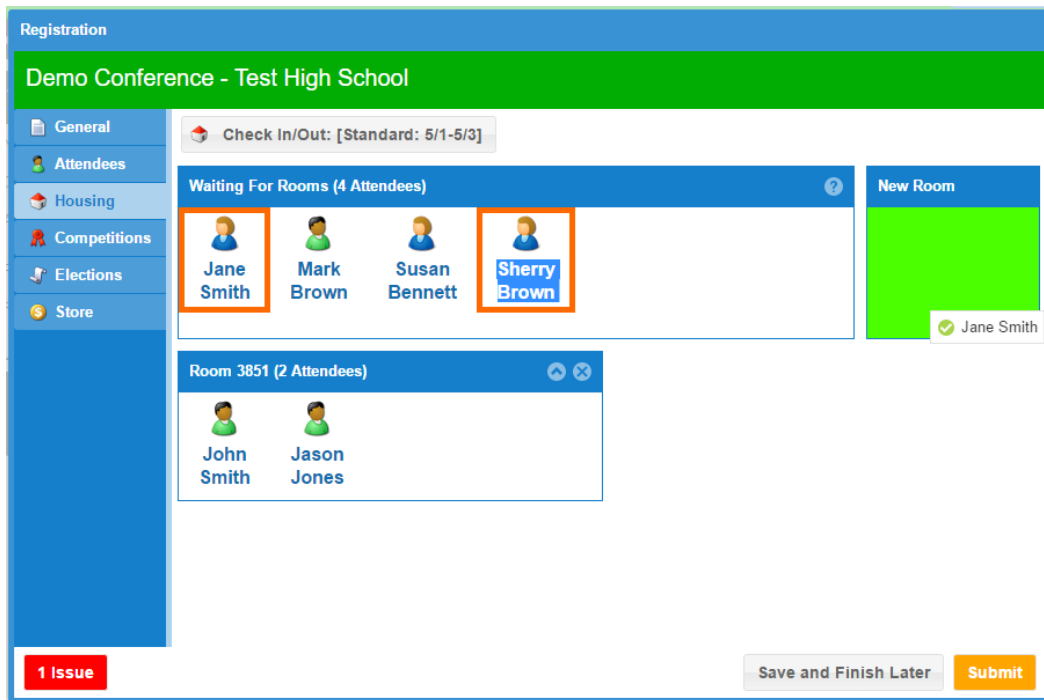 Registration
Demo Conference - Test High School
General
Attendees
Housing
Competitions
Elections
Store
Check In/Out: [Standard: 5/1-5/3]
Waiting For Rooms (4 Attendees)
?
New Room
Jane
Smith
Mark
Brown
Susan
Bennett
Sherry
Brown
Jane Smith
Room 3851 (2 Attendees)
John
Smith
Jason
Jones
1 Issue
Save and Finish Later
Submit